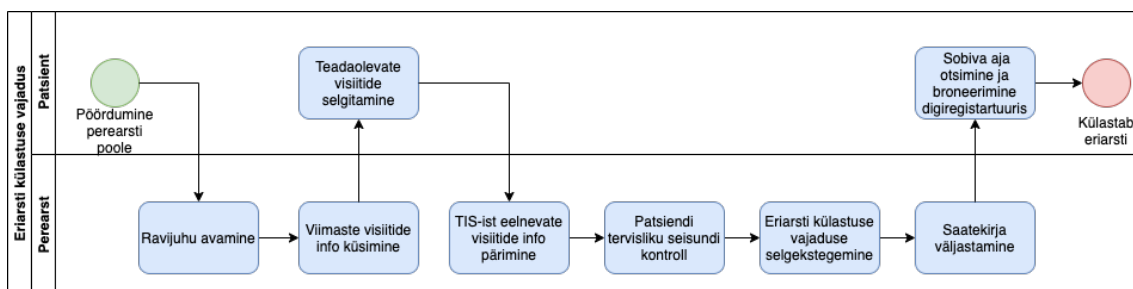 Eriarsti külastuse vajadus
Patsient
Pöördumine
perearsti
poole
Teadaolevate
visiitide
selgitamine
Sobiva aja
otsimine ja
broneerimine
digiregistartuuris
Külastab
eriarsti
Perearst
Ravijuhu avamine
Viimaste visiitide
info küsimine
TIS-ist eelnevate
visiitide info
pärimine
Patsiendi
tervisliku seisundi
kontroll
Eriarsti külastuse
vajaduse
selgekstegemine
Saatekirja
väljastamine